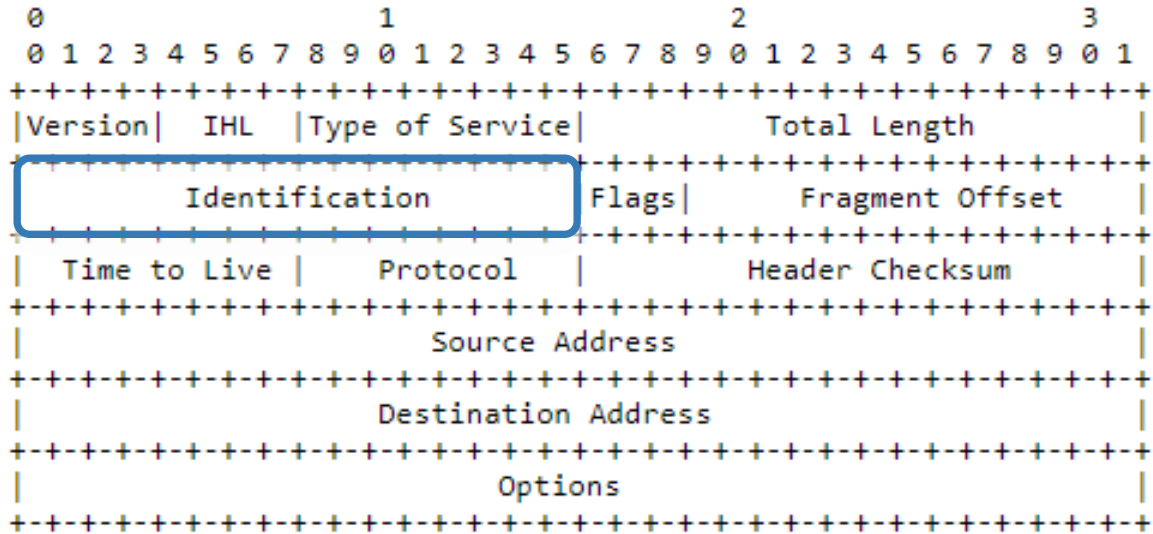 0 1 2 3
0 1 2 3 4 5 6 7 8 9 0 1 2 3 4 5 6 7 8 9 0 1 2 3 4 5 6 7 8 9 0 1
+-+-+-+-+-+-+-+-+-+-+-+-+-+-+-+-+-+-+-+-+-+-+-+-+-+-+-+-+-+-+-+-+
|Version| IHL |Type of Service| Total Length |
+-+-+-+-+-+-+-+-+-+-+-+-+-+-+-+-+-+-+-+-+-+-+-+-+-+-+-+-+-+-+-+-+
Identification Flags| Fragment Offset |
+-+-+-+-+-+-+-+-+-+-+-+-+-+-+-+-+-+-+-+-+-+-+-+-+-+-+-+-+-+-+-+-+
| Time to Live | Protocol | Header Checksum |
+-+-+-+-+-+-+-+-+-+-+-+-+-+-+-+-+-+-+-+-+-+-+-+-+-+-+-+-+-+-+-+-+
| Source Address |
+-+-+-+-+-+-+-+-+-+-+-+-+-+-+-+-+-+-+-+-+-+-+-+-+-+-+-+-+-+-+-+-+
| Destination Address |
+-+-+-+-+-+-+-+-+-+-+-+-+-+-+-+-+-+-+-+-+-+-+-+-+-+-+-+-+-+-+-+-+
| Options |
+-+-+-+-+-+-+-+-+-+-+-+-+-+-+-+-+-+-+-+-+-+-+-+-+-+-+-+-+-+-+-+-+